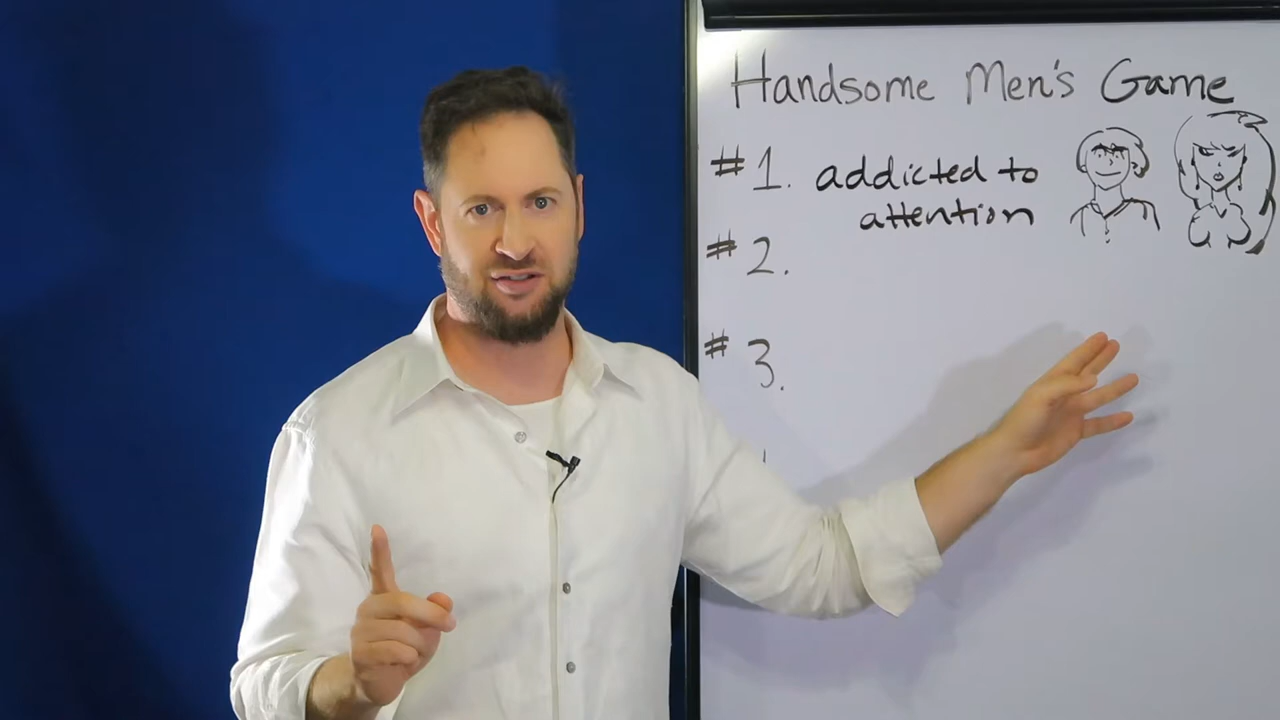 Handsome Men's Game
#1. addicted to
attention
#2.
#3.